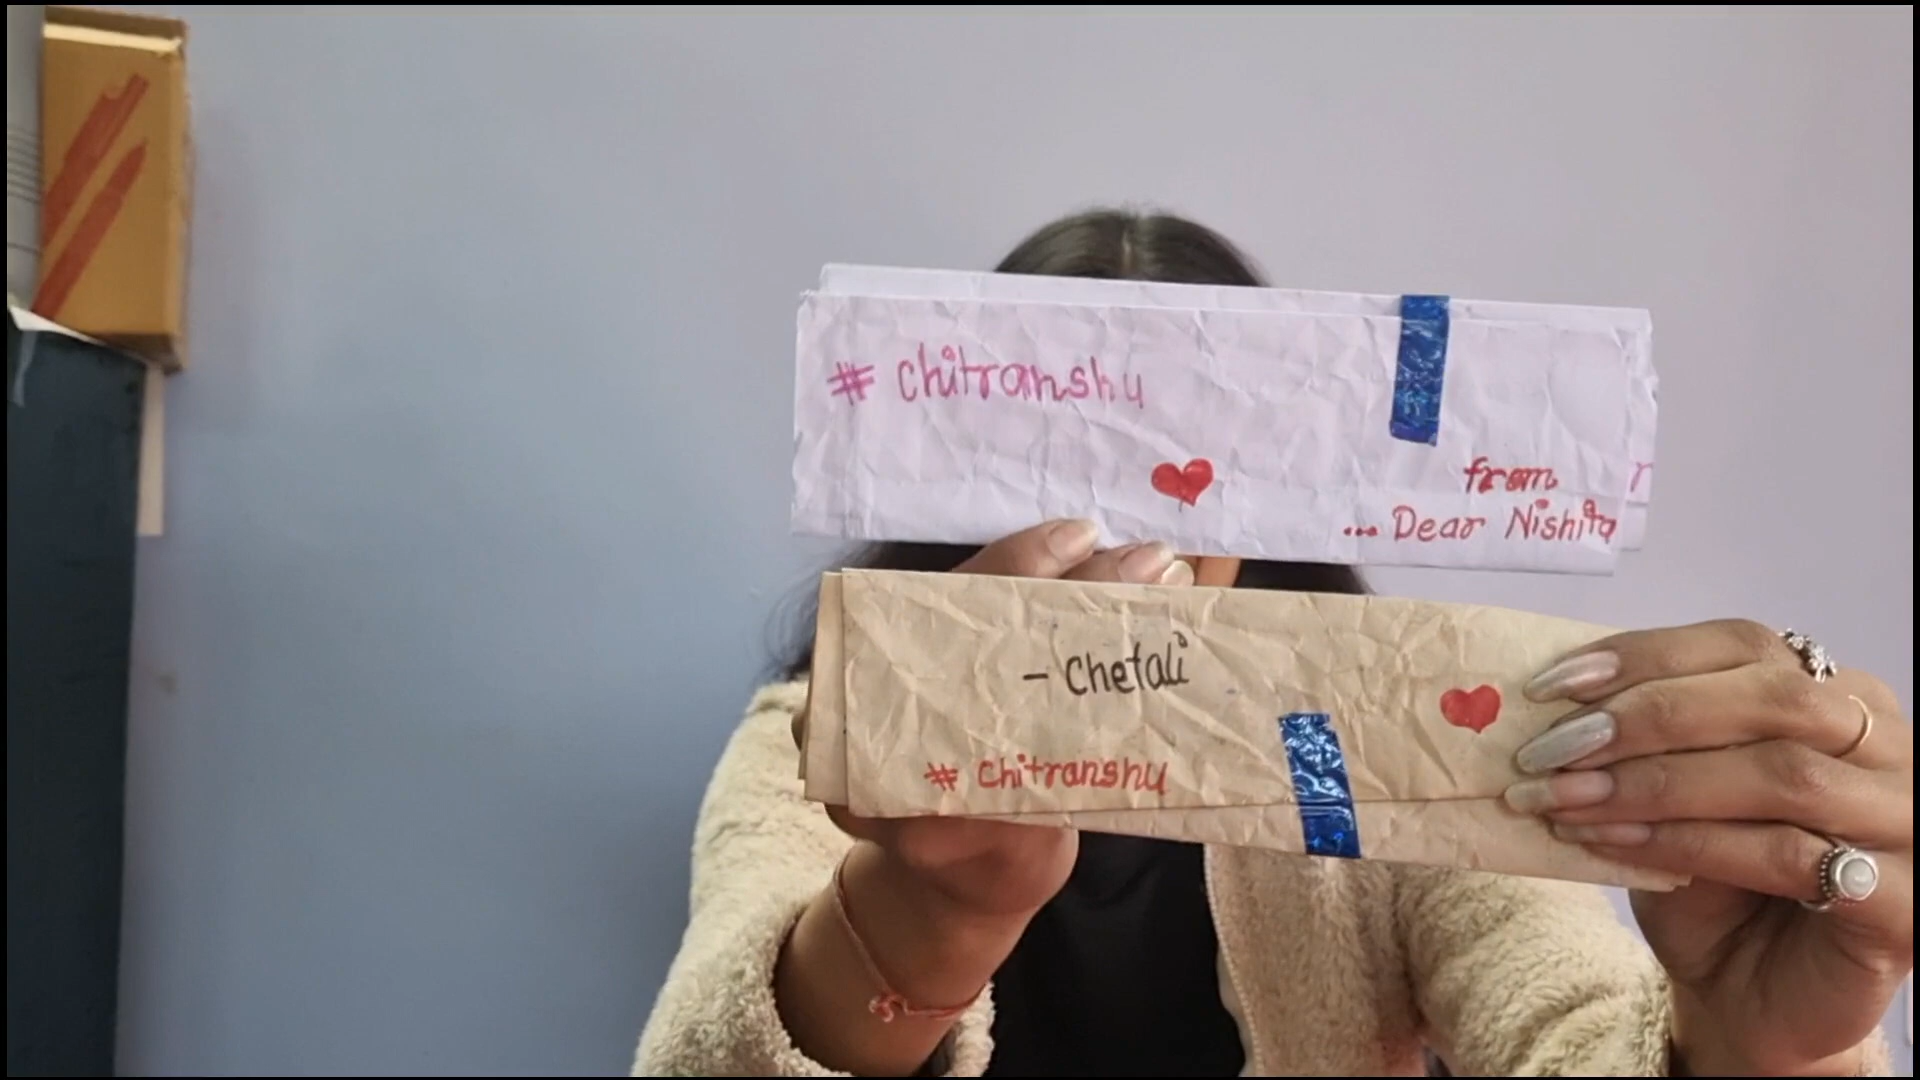 # chitranshu
from
... Dear Nishita
- Chetali
# chitranshu